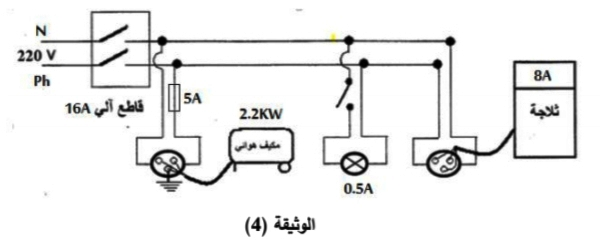 N
220 V
Ph
قاطع آلي 16A
5A
2.2KW
مكيف هوائي
0.5A
8A
ثلاجة
الوثيقة (4)